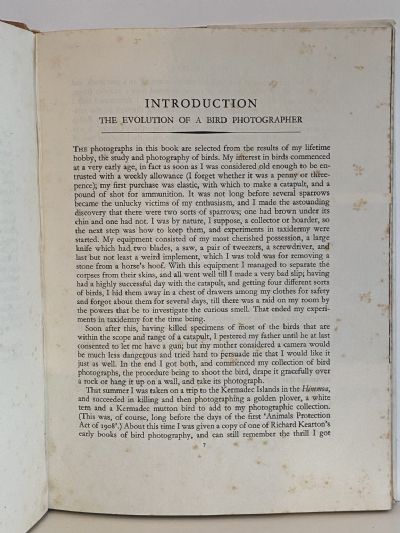 INTRODUCTION
THE EVOLUTION OF A BIRD PHOTOGRAPHER
THE photographs in this book are selected from the results of my lifetime
hobby, the study and photography of birds. My interest in birds commenced
at a very early age, in fact as soon as I was considered old enough to be en-
trusted with a weekly allowance (I forget whether it was a penny or three-
pence); my first purchase was elastic, with which to make a catapult, and a
pound of shot for ammunition. It was not long before several sparrows
became the unlucky victims of my enthusiasm, and I made the astounding
discovery that there were two sorts of sparrows; one had brown under its
chin and one had not. I was by nature, I suppose, a collector or hoarder, so
the next step was how to keep them, and experiments in taxidermy were
started. My equipment consisted of my most cherished possession, a large
knife which had two blades, a saw, a pair of tweezers, a screwdriver, and
last but not least a weird implement, which I was told was for removing a
stone from a horse's hoof. With this equipment I managed to separate the
corpses from their skins, and all went well till I made a very bad slip; having
had a highly successful day with the catapult, and getting four different sorts
of birds, I hid them away in a chest of drawers among my clothes for safety
and forgot about them for several days, till there was a raid on my room by
the powers that be to investigate the curious smell. That ended my experi-
ments in taxidermy for the time being.
Soon after this, having killed specimens of most of the birds that are
within the scope and range of a catapult, I pestered my father until he at last
consented to let me have a gun; but my mother considered a camera would
be much less dangerous and tried hard to persuade me that I would like it
just as well. In the end I got both, and commenced my collection of bird
photographs, the procedure being to shoot the bird, drape it gracefully over
a rock or hang it up on a wall, and take its photograph.
That summer I was taken on a trip to the Kermadec Islands in the Hinemoa,
and succeeded in killing and then photographing a golden plover, a white
tern and a Kermadec mutton bird to add to my photographic collection.
(This was, of course, long before the days of the first 'Animals Protection
Act of 1908'.) About this time I was given a copy of one of Richard Kearton's
early books of bird photography, and can still remember the thrill I got
7